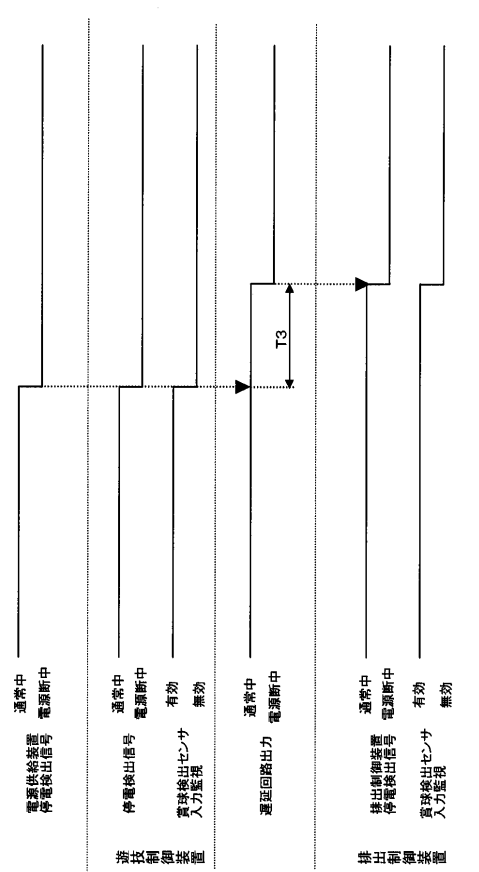 電源供給装置
停電検出信号
通常中
電源断中
遊技制御装置
停電検出信号
通常中
電源断中
賞球検出センサ
入力監視
有効
無効
遅延回路出力
通常中
電源断中
T3
排出制御装置
排出制御装置
停電検出信号
通常中
電源断中
賞球検出センサ
入力監視
有効
無効